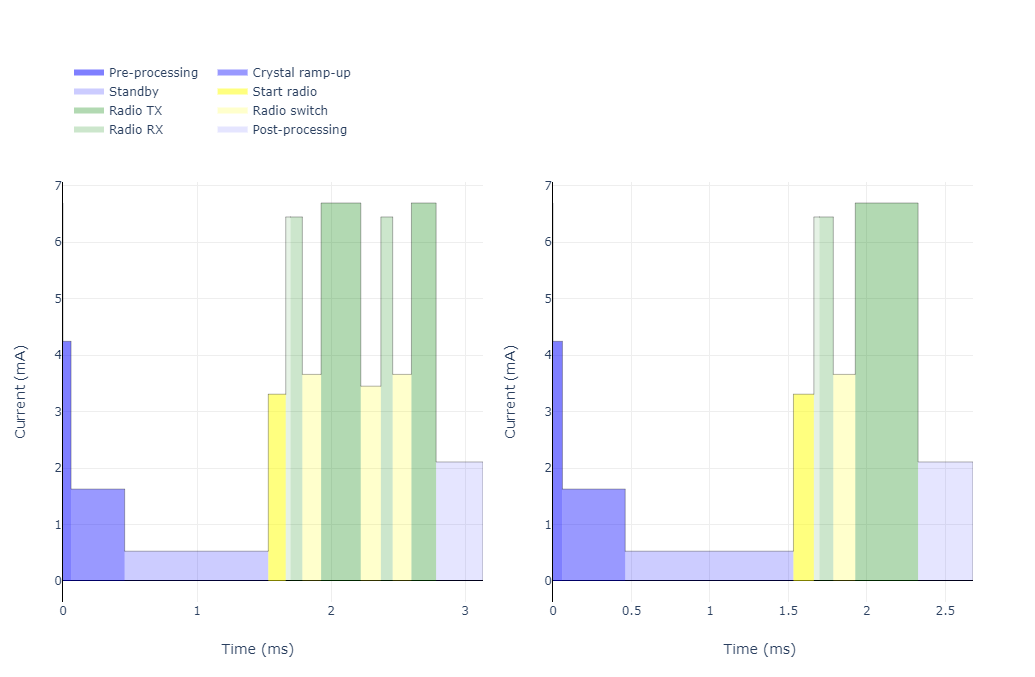 Pre-processing
Crystal ramp-up
Standby
Start radio
Radio TX
Radio switch
Radio RX
Post-processing
7
6
5
4
3
2
1
0
Current (mA)
0 1 2 3
Time (ms)
7
6
5
4
3
2
1
0
Current (mA)
0 0.5 1 1.5 2 2.5
Time (ms)